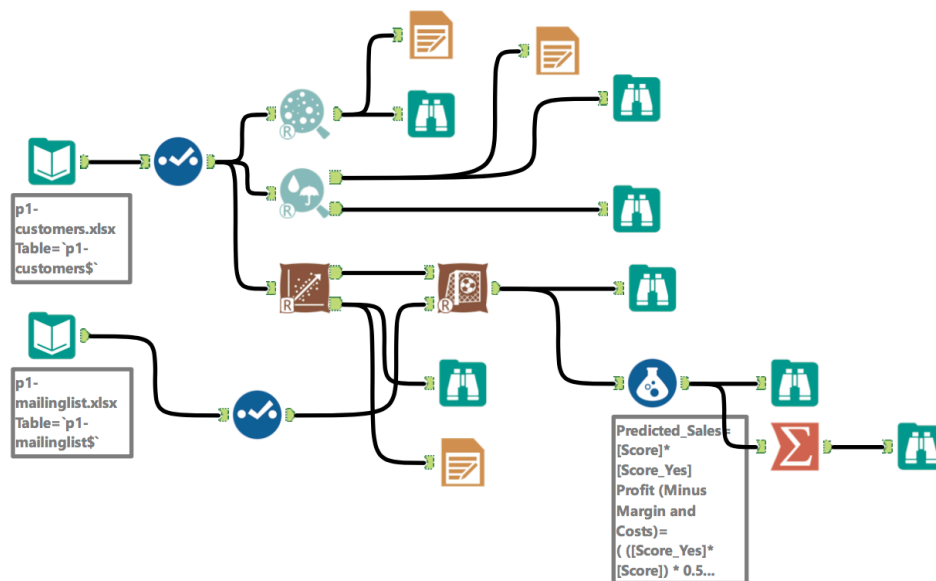 p1-
customers.xlsx
Table=`p1-
customers$`
p1-
mailinglist.xlsx
Table=`p1-
mailinglist$`
R
R
R
R
Predicted_Sales=
[Score]*
[Score_Yes]
Profit (Minus
Margin and
Costs)=
( ([Score_Yes]*
[Score]) * 0.5...